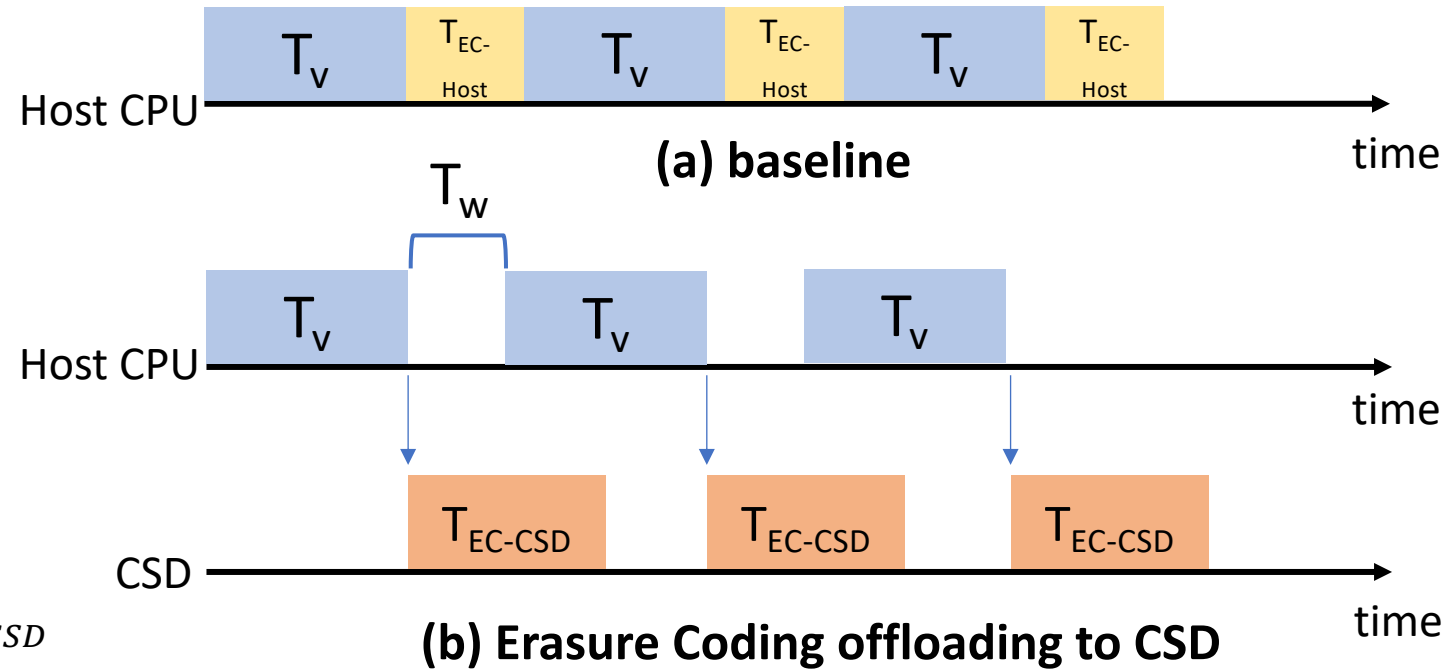 Tv TEC-Host Tv TEC-Host Tv TEC-Host
Host CPU
time
(a) baseline
Tw
Tv Tv Tv
Host CPU
time
TEC-CSD TEC-CSD TEC-CSD
CSD
time
CSD
(b) Erasure Coding offloading to CSD